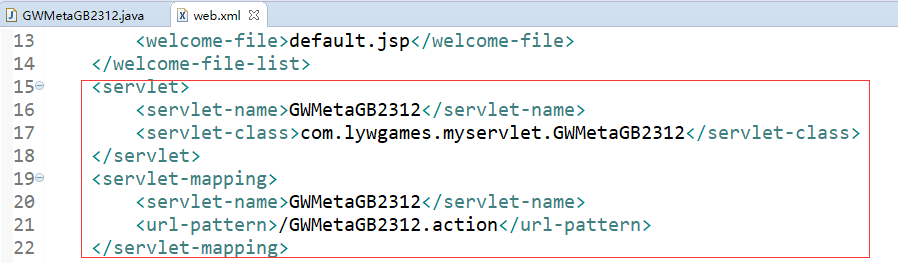 GWMetaGB2312.java web.xml
13 <welcome-file>default.jsp</welcome-file>
14 </welcome-file-list>
15 <servlet>
16 <servlet-name>GWMetaGB2312</servlet-name>
17 <servlet-class>com.lywgames.myservlet.GWMetaGB2312</servlet-class>
18 </servlet>
19 <servlet-mapping>
20 <servlet-name>GWMetaGB2312</servlet-name>
21 <url-pattern>/GWMetaGB2312.action</url-pattern>
22 </servlet-mapping>